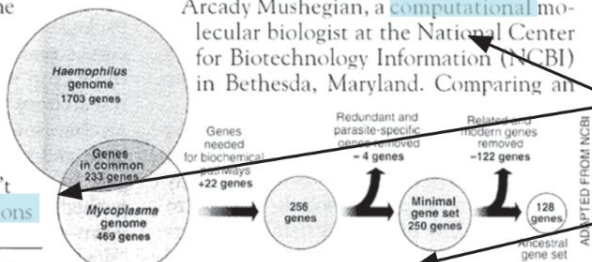 ne
Arcady Mushegian, a computational mo-
lecular biologist at the National Center
for Biotechnology Information (NCBI)
in Bethesda, Maryland. Comparing an
Haemophilus
genome
1703 genes
Genes
in common
233 genes
Mycoplasma
genome
469 genes
Genes
needed
for biochemical
pathways
+22 genes
256
genes
Redundant and
parasite-specific
genes removed
– 4 genes
Minimal
gene set
250 genes
Related and
modern genes
removed
–122 genes
128
genes
Ancestral
gene set
ADAPTED FROM NCBI
't
ons